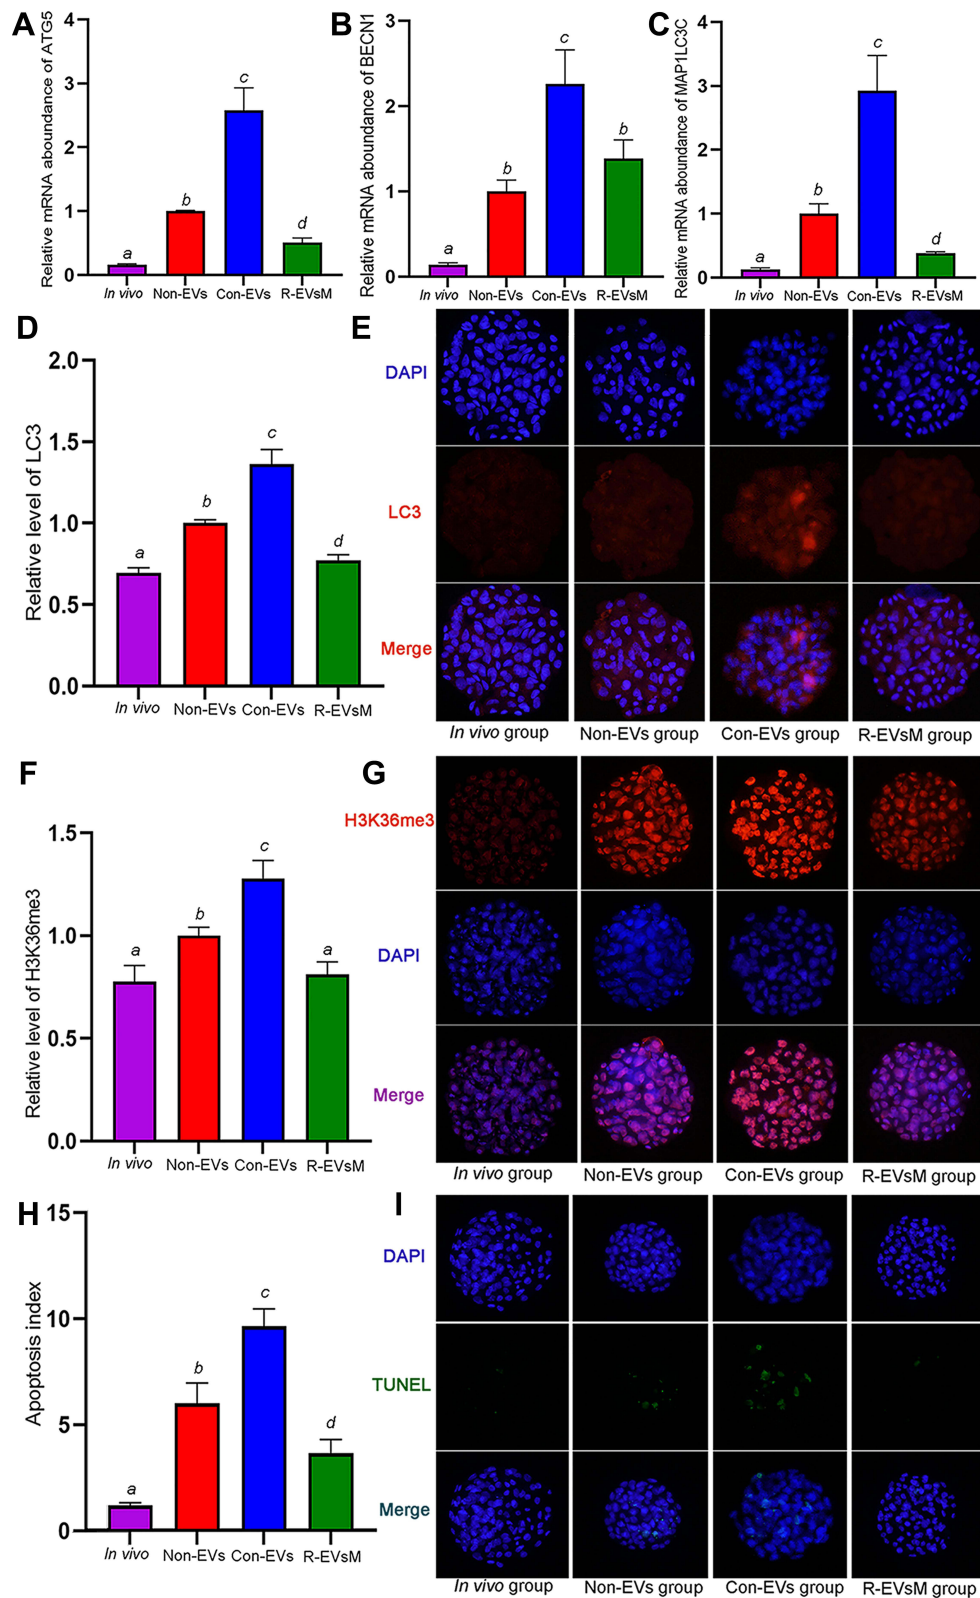 A
Relative mRNA aboundance of ATG5
4
3
2
1
0
a
b
c
d
In vivo
Non-EVs
Con-EVs
R-EVsM
B
Relative mRNA aboundance of BECN1
3
2
1
0
a
b
c
b
In vivo
Non-EVs
Con-EVs
R-EVsM
C
Relative mRNA aboundance of MAP1LC3C
4
3
2
1
0
a
b
c
d
In vivo
Non-EVs
Con-EVs
R-EVsM
D
Relative level of LC3
2.0
1.5
1.0
0.5
0.0
a
b
c
d
In vivo
Non-EVs
Con-EVs
R-EVsM
E
DAPI
LC3
Merge
In vivo group
Non-EVs group
Con-EVs group
R-EVsM group
F
Relative level of H3K36me3
1.5
1.0
0.5
0.0
a
b
c
a
In vivo
Non-EVs
Con-EVs
R-EVsM
G
H3K36me3
DAPI
Merge
In vivo group
Non-EVs group
Con-EVs group
R-EVsM group
H
Apoptosis index
15
10
5
0
a
b
c
d
In vivo
Non-EVs
Con-EVs
R-EVsM
I
DAPI
TUNEL
Merge
In vivo group
Non-EVs group
Con-EVs group
R-EVsM group